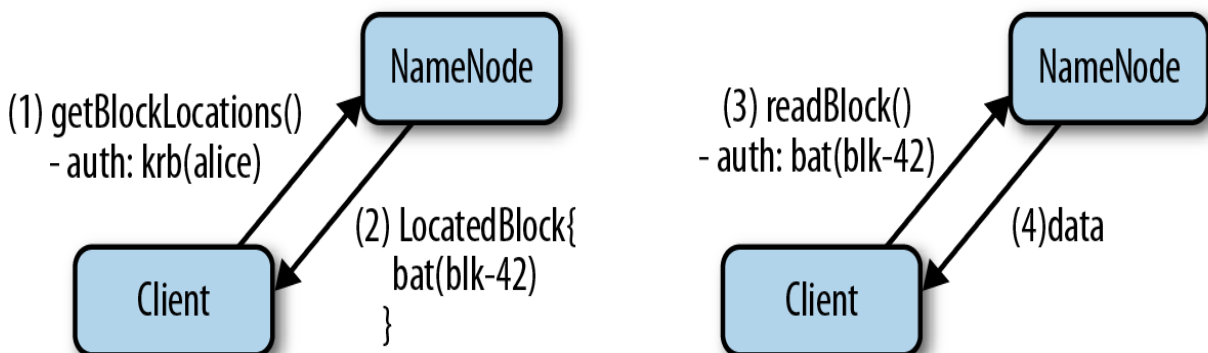 NameNode
(1) getBlockLocations()
- auth: krb(alice)
(2) LocatedBlock{
bat(blk-42)
}
Client
NameNode
(3) readBlock()
- auth: bat(blk-42)
(4)data
Client